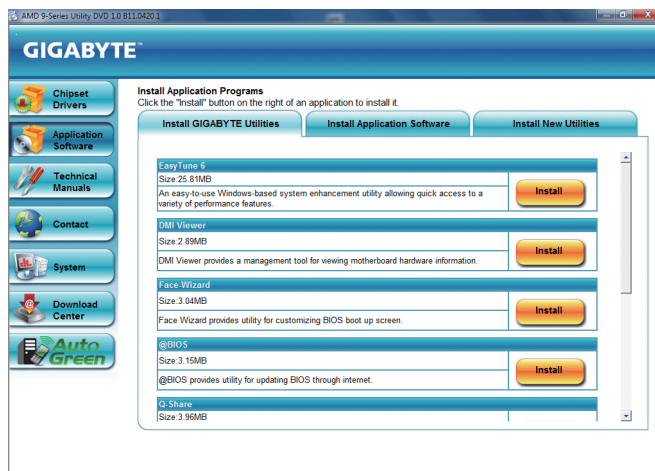 AMD 9-Series Utility DVD 1.0 B11.0420.1
GIGABYTE™
Chipset
Drivers
Application
Software
Technical
Manuals
Contact
System
Download
Center
Auto
Green
Install Application Programs
Click the "Install" button on the right of an application to install it.
Install GIGABYTE Utilities
Install Application Software
Install New Utilities
EasyTune 6
Size:25.81MB
An easy-to-use Windows-based system enhancement utility allowing quick access to a
variety of performance features.
Install
DMI Viewer
Size:2.89MB
DMI Viewer provides a management tool for viewing motherboard hardware information.
Install
Face-Wizard
Size:3.04MB
Face Wizard provides utility for customizing BIOS boot up screen.
Install
@BIOS
Size:3.15MB
@BIOS provides utility for updating BIOS through internet.
Install
Q-Share
Size:3.96MB